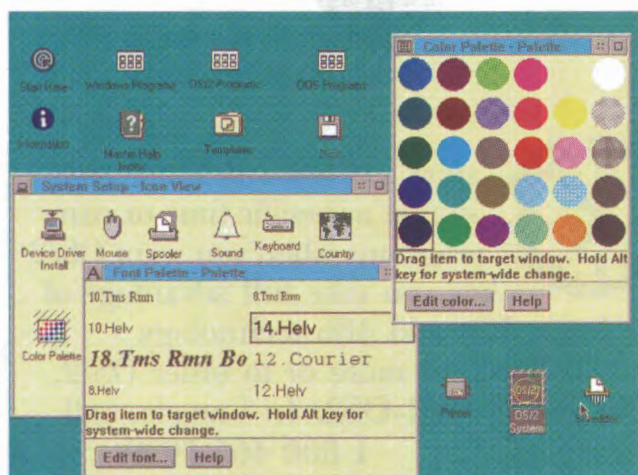 Color Palette - Palette
Start Here
Windows Programs
OS/2 Programs
DOS Programs
Information
Master Help
Index
Templates
System Setup - Icon View
Device Driver
Install
Mouse
Spooler
Sound
Keyboard
Country
Color Palette
Font Palette - Palette
10.Tms Rmn
8.Tms Rmn
10.Helv
14.Helv
18.Tms Rmn Bo
12.Courier
8.Helv
12.Helv
Drag item to target window. Hold Alt key for
system-wide change.
Edit font...
Help
Drag item to target window. Hold Alt
key for system-wide change.
Edit color...
Help
Printer
OS/2
OS/2
System
Shredder